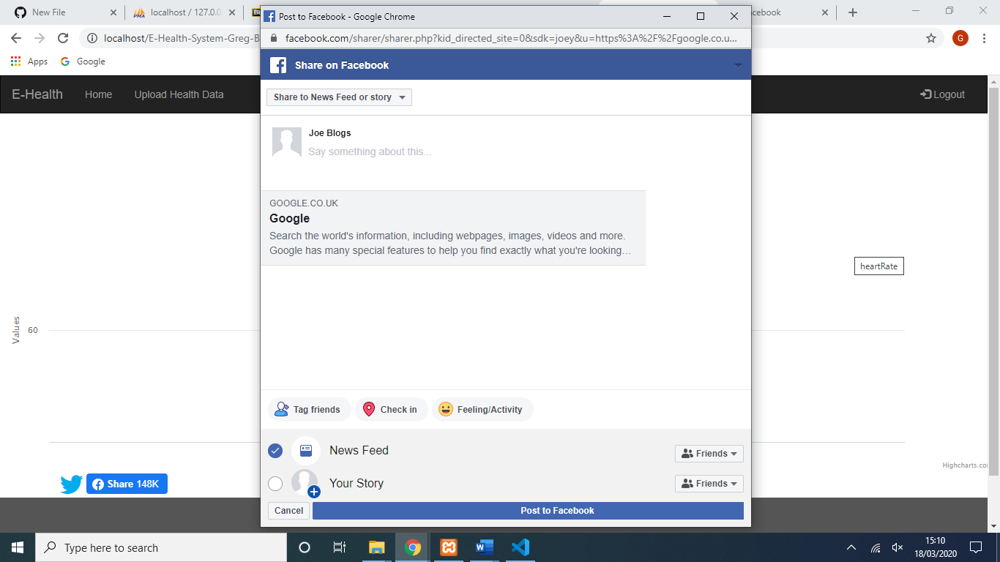 New File
localhost / 127.0.0
Post to Facebook - Google Chrome
cebook
localhost/E-Health-System-Greg-B
facebook.com/sharer/sharer.php?kid_directed_site=0&sdk=joey&u=https%3A%2F%2Fgoogle.co.u...
G
Apps
Google
Share on Facebook
E-Health
Home
Upload Health Data
Logout
Share to News Feed or story
Joe Blogs
Say something about this...
GOOGLE.CO.UK
Google
Search the world's information, including webpages, images, videos and more.
Google has many special features to help you find exactly what you're looking…
heartRate
Values
60
Tag friends
Check in
Feeling/Activity
News Feed
Friends
Highcharts.co
Your Story
Friends
Share 148K
Cancel
Post to Facebook
Type here to search
15:10
18/03/2020